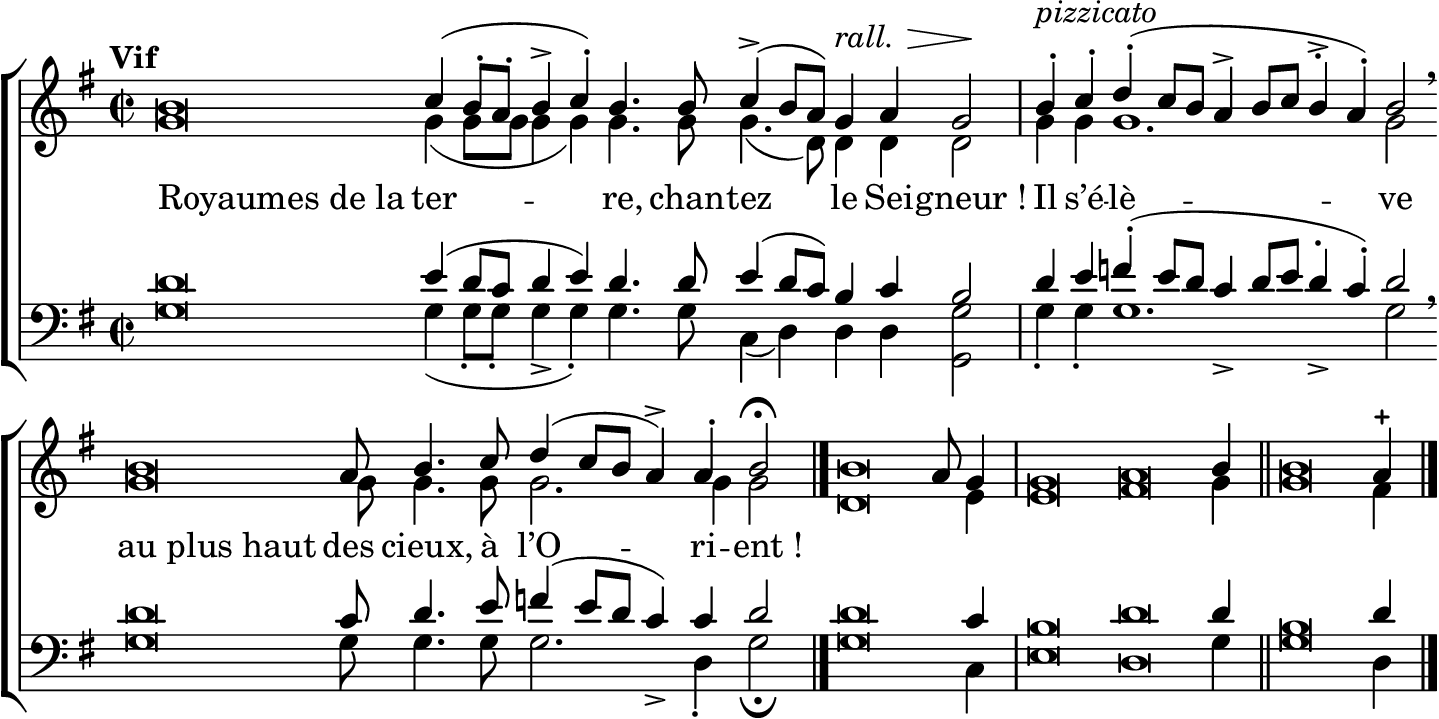 Vif
rall.
pizzicato
Royaumes de la ter -- re, chantez le Seigneur ! Il s’é-lè -- ve
au plus haut des cieux, à l’O -- ri-ent !